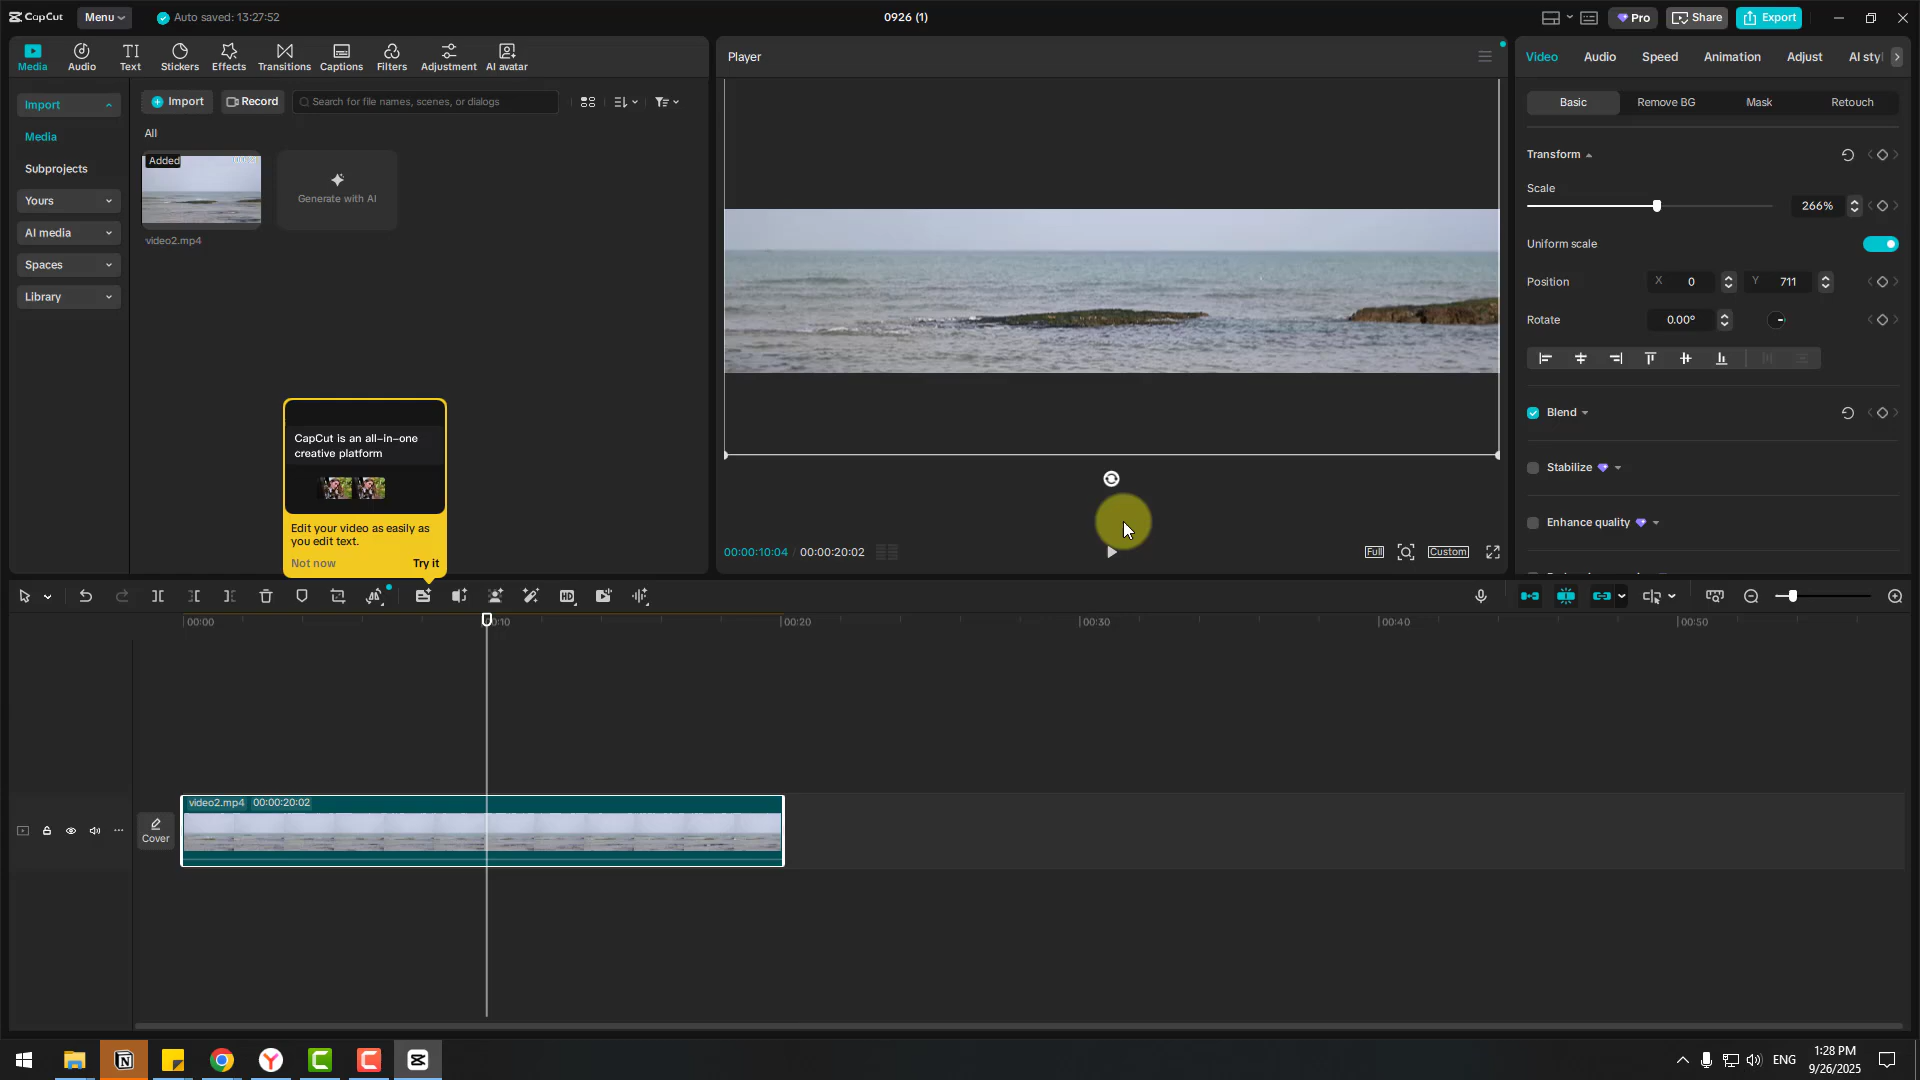 CapCut
Menu
Auto saved: 13:27:52
0926 (1)
Pro
Share
Export
Media
Audio
Text
Stickers
Effects
Transitions
Captions
Filters
Adjustment
AI avatar
Import
Media
Subprojects
Yours
AI media
Spaces
Library
Import
Record
Search for file names, scenes, or dialogs
All
Added
video2.mp4
Generate with AI
CapCut is an all-in-one
creative platform
Edit your video as easily as
you edit text.
Not now
Try it
Player
00:00:10:04 / 00:00:20:02
Full
Custom
Video
Audio
Speed
Animation
Adjust
AI styl
Basic
Remove BG
Mask
Retouch
Transform
Scale
266%
Uniform scale
Position
X 0
Y 711
Rotate
0.00°
Blend
Stabilize
Enhance quality
HD
00:00
:10
00:20
00:30
00:40
00:50
video2.mp4 00:00:20:02
Cover
ENG
1:28 PM
9/26/2025